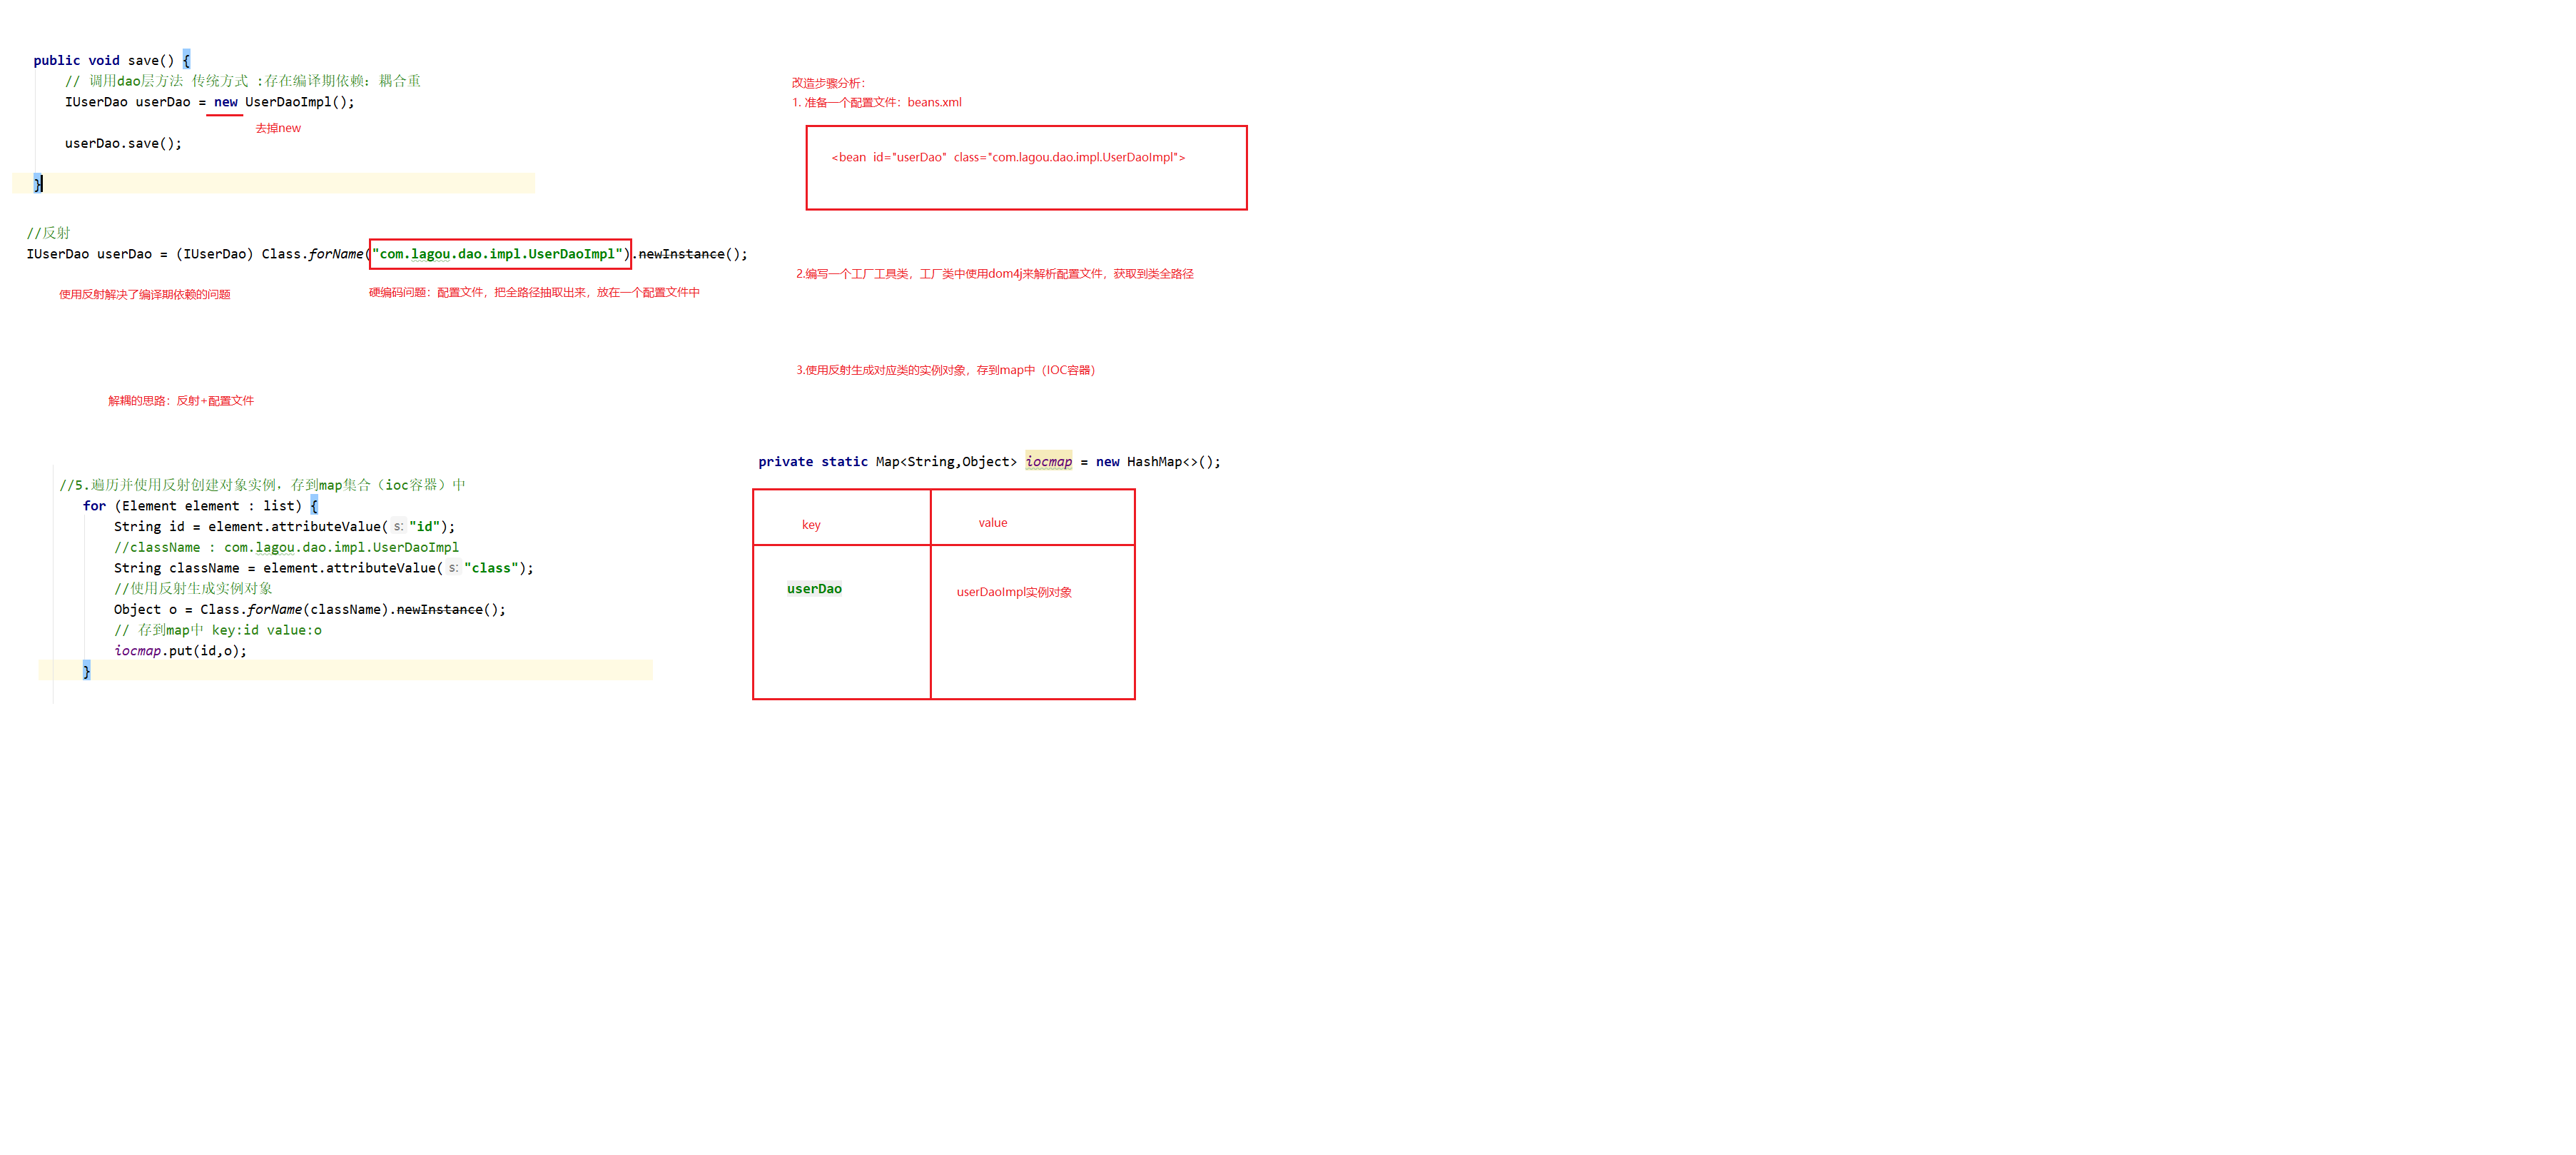 public void save() {
// 调用dao层方法 传统方式 :存在编译期依赖：耦合重
IUserDao userDao = new UserDaoImpl();
去掉new
userDao.save();
}
//反射
IUserDao userDao = (IUserDao) Class.forName("com.lagou.dao.impl.UserDaoImpl").newInstance();
使用反射解决了编译期依赖的问题
硬编码问题：配置文件，把全路径抽取出来，放在一个配置文件中
解耦的思路：反射+配置文件
改造步骤分析：
1. 准备一个配置文件：beans.xml
<bean id="userDao" class="com.lagou.dao.impl.UserDaoImpl">
2.编写一个工厂工具类，工厂类中使用dom4j来解析配置文件，获取到类全路径
3.使用反射生成对应类的实例对象，存到map中（IOC容器）
//5.遍历并使用反射创建对象实例，存到map集合（ioc容器）中
for (Element element : list) {
String id = element.attributeValue( s: "id");
//className : com.lagou.dao.impl.UserDaoImpl
String className = element.attributeValue( s: "class");
//使用反射生成实例对象
Object o = Class.forName(className).newInstance();
// 存到map中 key:id value:o
iocmap.put(id,o);
}
private static Map<String,Object> iocmap = new HashMap<>();
key value
userDao userDaoImpl实例对象